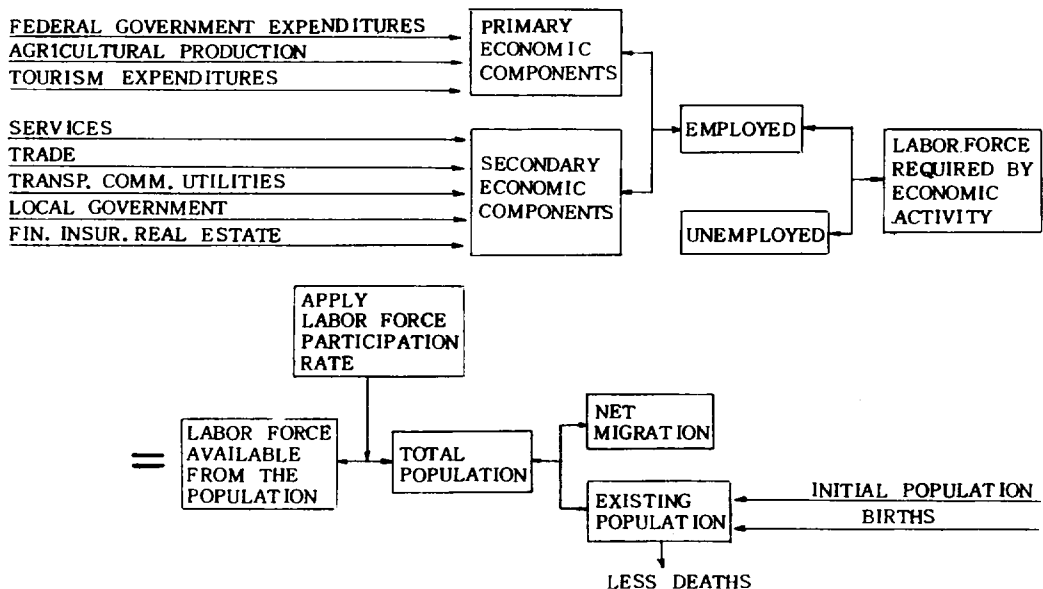 FEDERAL GOVERNMENT EXPENDITURES
AGRICULTURAL PRODUCTION
TOURISM EXPENDITURES
PRIMARY
ECONOMIC
COMPONENTS
SERVICES
TRADE
TRANSP. COMM. UTILITIES
LOCAL GOVERNMENT
FIN. INSUR. REAL ESTATE
SECONDARY
ECONOMIC
COMPONENTS
EMPLOYED
UNEMPLOYED
LABOR FORCE
REQUIRED BY
ECONOMIC
ACTIVITY
APPLY
LABOR FORCE
PARTICIPATION
RATE
=
LABOR FORCE
AVAILABLE
FROM THE
POPULATION
TOTAL
POPULATION
NET
MIGRATION
EXISTING
POPULATION
INITIAL POPULATION
BIRTHS
LESS DEATHS